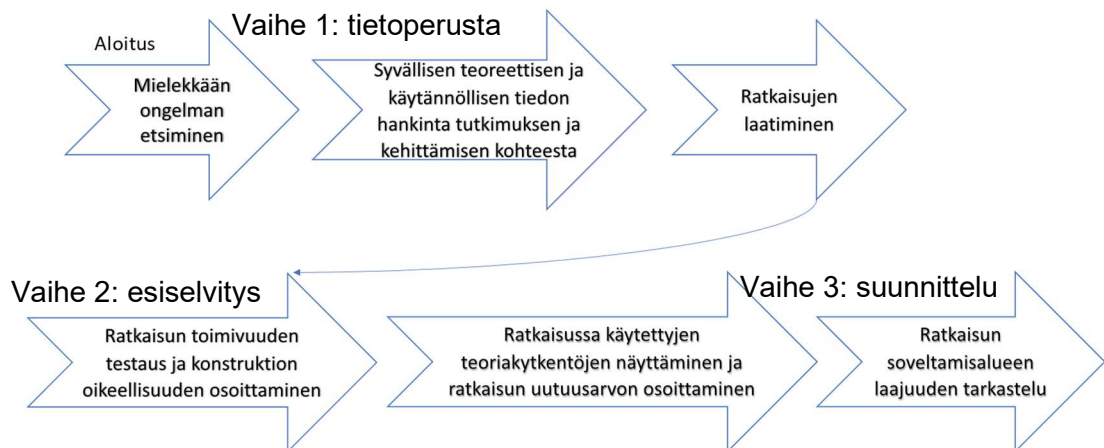 Vaihe 1: tietoperusta
Aloitus
Mielekkään
ongelman
etsiminen
Syvällisen teoreettisen ja
käytännöllisen tiedon
hankinta tutkimuksen ja
kehittämisen kohteesta
Ratkaisujen
laatiminen
Vaihe 2: esiselvitys
Ratkaisun toimivuuden
testaus ja konstruktion
oikeellisuuden osoittaminen
Ratkaisussa käytettyjen
teoriakytkentöjen näyttäminen ja
ratkaisun uutuusarvon osoittaminen
Vaihe 3: suunnittelu
Ratkaisun
soveltamisalueen
laajuuden tarkastelu